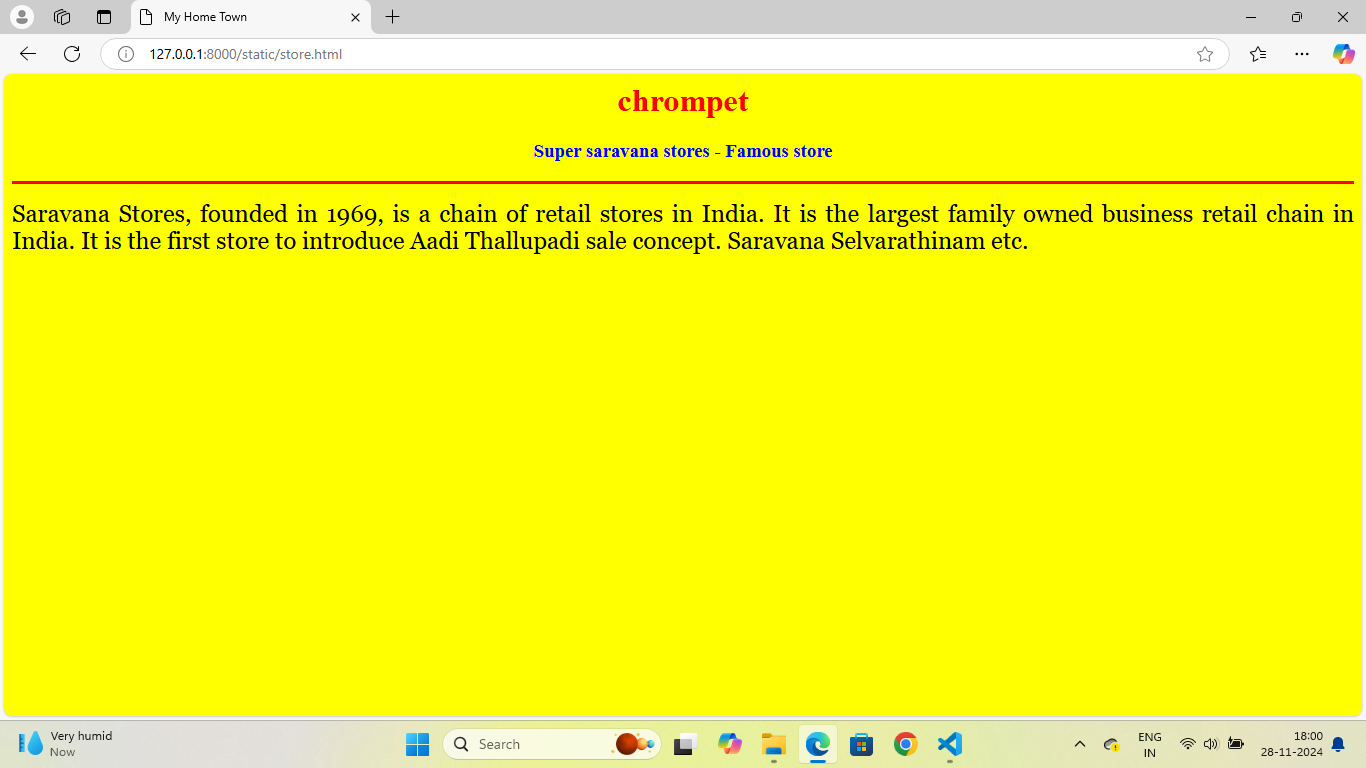 My Home Town
127.0.0.1:8000/static/store.html
chrompet
Super saravana stores - Famous store
Saravana Stores, founded in 1969, is a chain of retail stores in India. It is the largest family owned business retail chain in
India. It is the first store to introduce Aadi Thallupadi sale concept. Saravana Selvarathinam etc.
Very humid
Now
Search
ENG
IN
18:00
28-11-2024